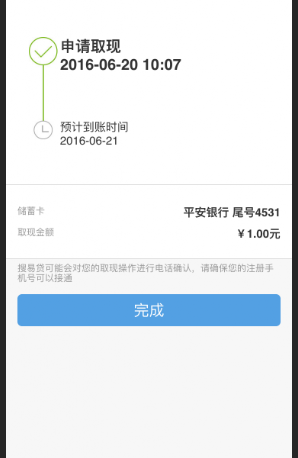 申请取现
2016-06-20 10:07
预计到账时间
2016-06-21
储蓄卡 平安银行 尾号4531
取现金额 ￥1.00元
搜易贷可能会对您的取现操作进行电话确认，请确保您的注册手
机号可以接通
完成